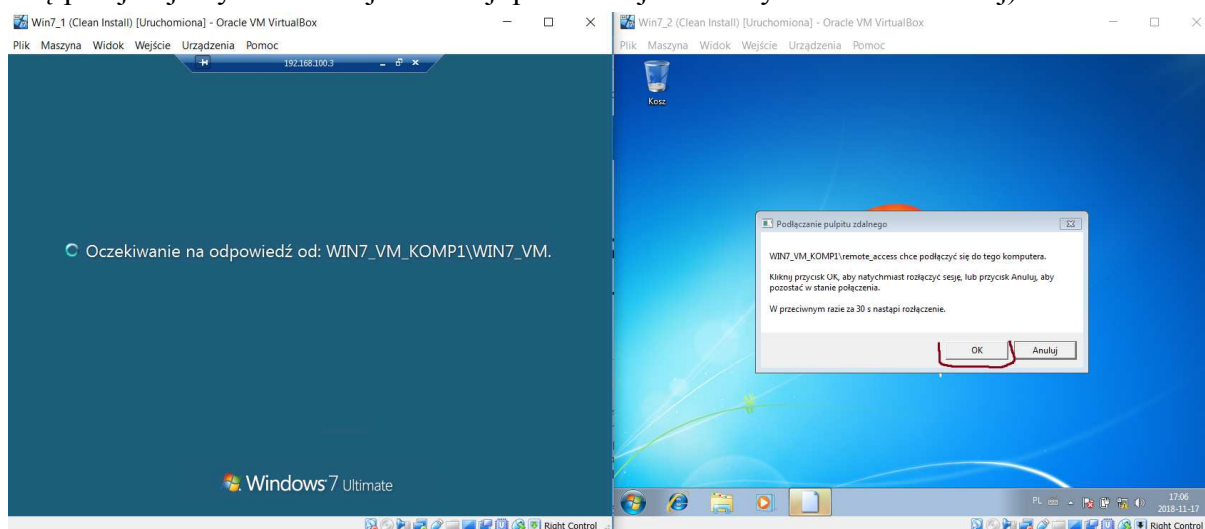 Win7_1 (Clean Install) [Uruchomiona] - Oracle VM VirtualBox
Plik Maszyna Widok Wejście Urządzenia Pomoc
192.168.100.3
Oczekiwanie na odpowiedź od: WIN7_VM_KOMP1\WIN7_VM.
Windows 7 Ultimate
Right Control
Win7_2 (Clean Install) [Uruchomiona] - Oracle VM VirtualBox
Plik Maszyna Widok Wejście Urządzenia Pomoc
Kosz
Podłączanie pulpitu zdalnego
WIN7_VM_KOMP1\remote_access chce podłączyć się do tego komputera.
Kliknij przycisk OK, aby natychmiast rozłączyć sesję, lub przycisk Anuluj, aby
pozostać w stanie połączenia.
W przeciwnym razie za 30 s nastąpi rozłączenie.
OK Anuluj
PL
17:06
2018-11-17
Right Control